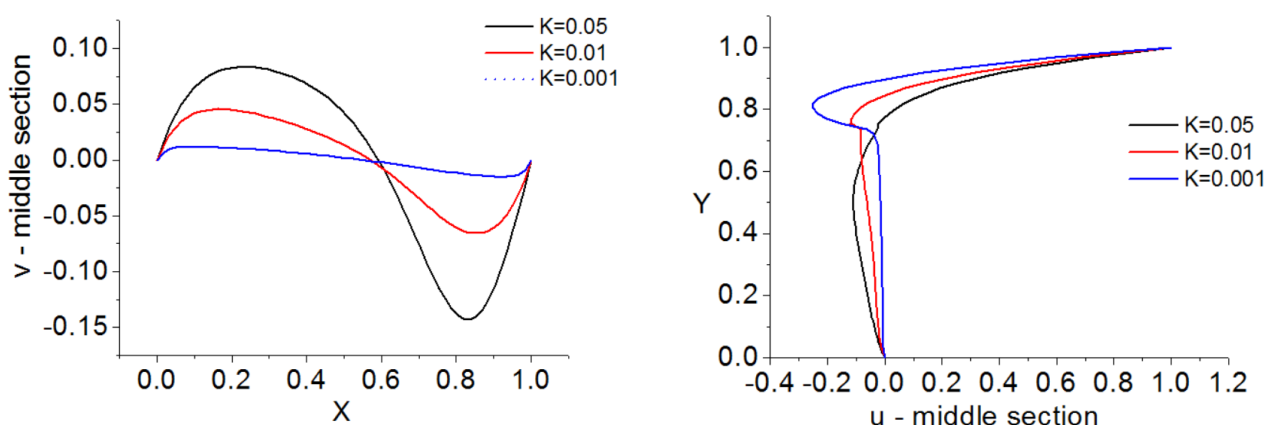 K=0.05
K=0.01
K=0.001
0.10
0.05
0.00
-0.05
-0.10
-0.15
v - middle section
0.0 0.2 0.4 0.6 0.8 1.0
X
1.0
0.8
0.6
0.4
0.2
0.0
Y
K=0.05
K=0.01
K=0.001
-0.4 -0.2 0.0 0.2 0.4 0.6 0.8 1.0 1.2
u - middle section